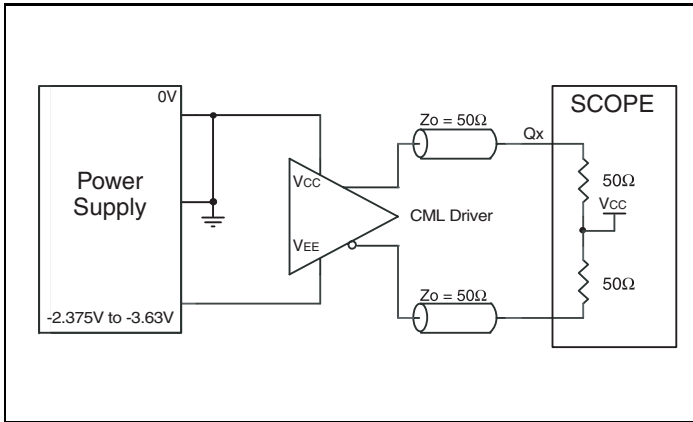 0V
Power
Supply
-2.375V to -3.63V
VCC
VEE
CML Driver
Zo = 50Ω
Qx
Zo = 50Ω
SCOPE
50Ω
VCC
50Ω